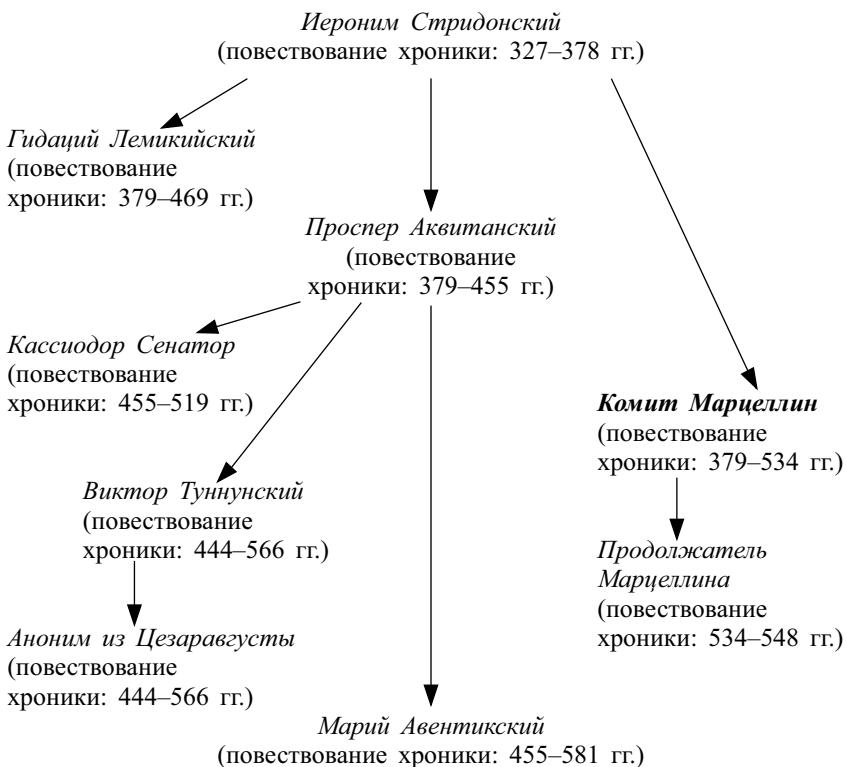 Иероним Стридонский
(повествование хроники: 327–378 гг.)
Гидаций Лемикийский
(повествование
хроники: 379–469 гг.)
Проспер Аквитанский
(повествование
хроники: 379–455 гг.)
Кассиодор Сенатор
(повествование
хроники: 455–519 гг.)
Комит Марцеллин
(повествование
хроники: 379–534 гг.)
Виктор Туннунский
(повествование
хроники: 444–566 гг.)
Продолжатель
Марцеллина
(повествование
хроники: 534–548 гг.)
Аноним из Цезаравгусты
(повествование
хроники: 444–566 гг.)
Марий Авентикский
(повествование хроники: 455–581 гг.)